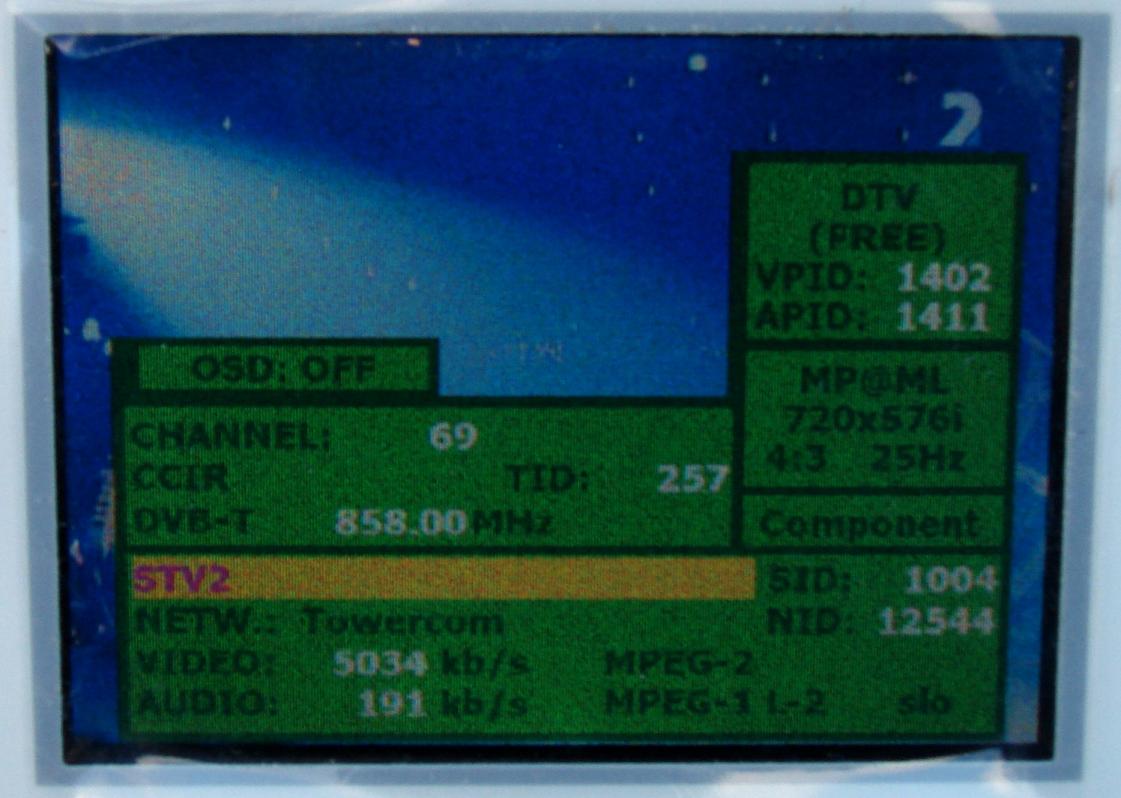 2
DTV
(FREE)
VPID: 1402
APID: 1411
MP@ML
720x576i
4:3 25Hz
Component
OSD: OFF
CHANNEL: 69
CCIR TID: 257
DVB-T 858.00 MHz
STV2 SID: 1004
NETW.: Towercom NID: 12544
VIDEO: 5034 kb/s MPEG-2
AUDIO: 191 kb/s MPEG-1 L-2 slo